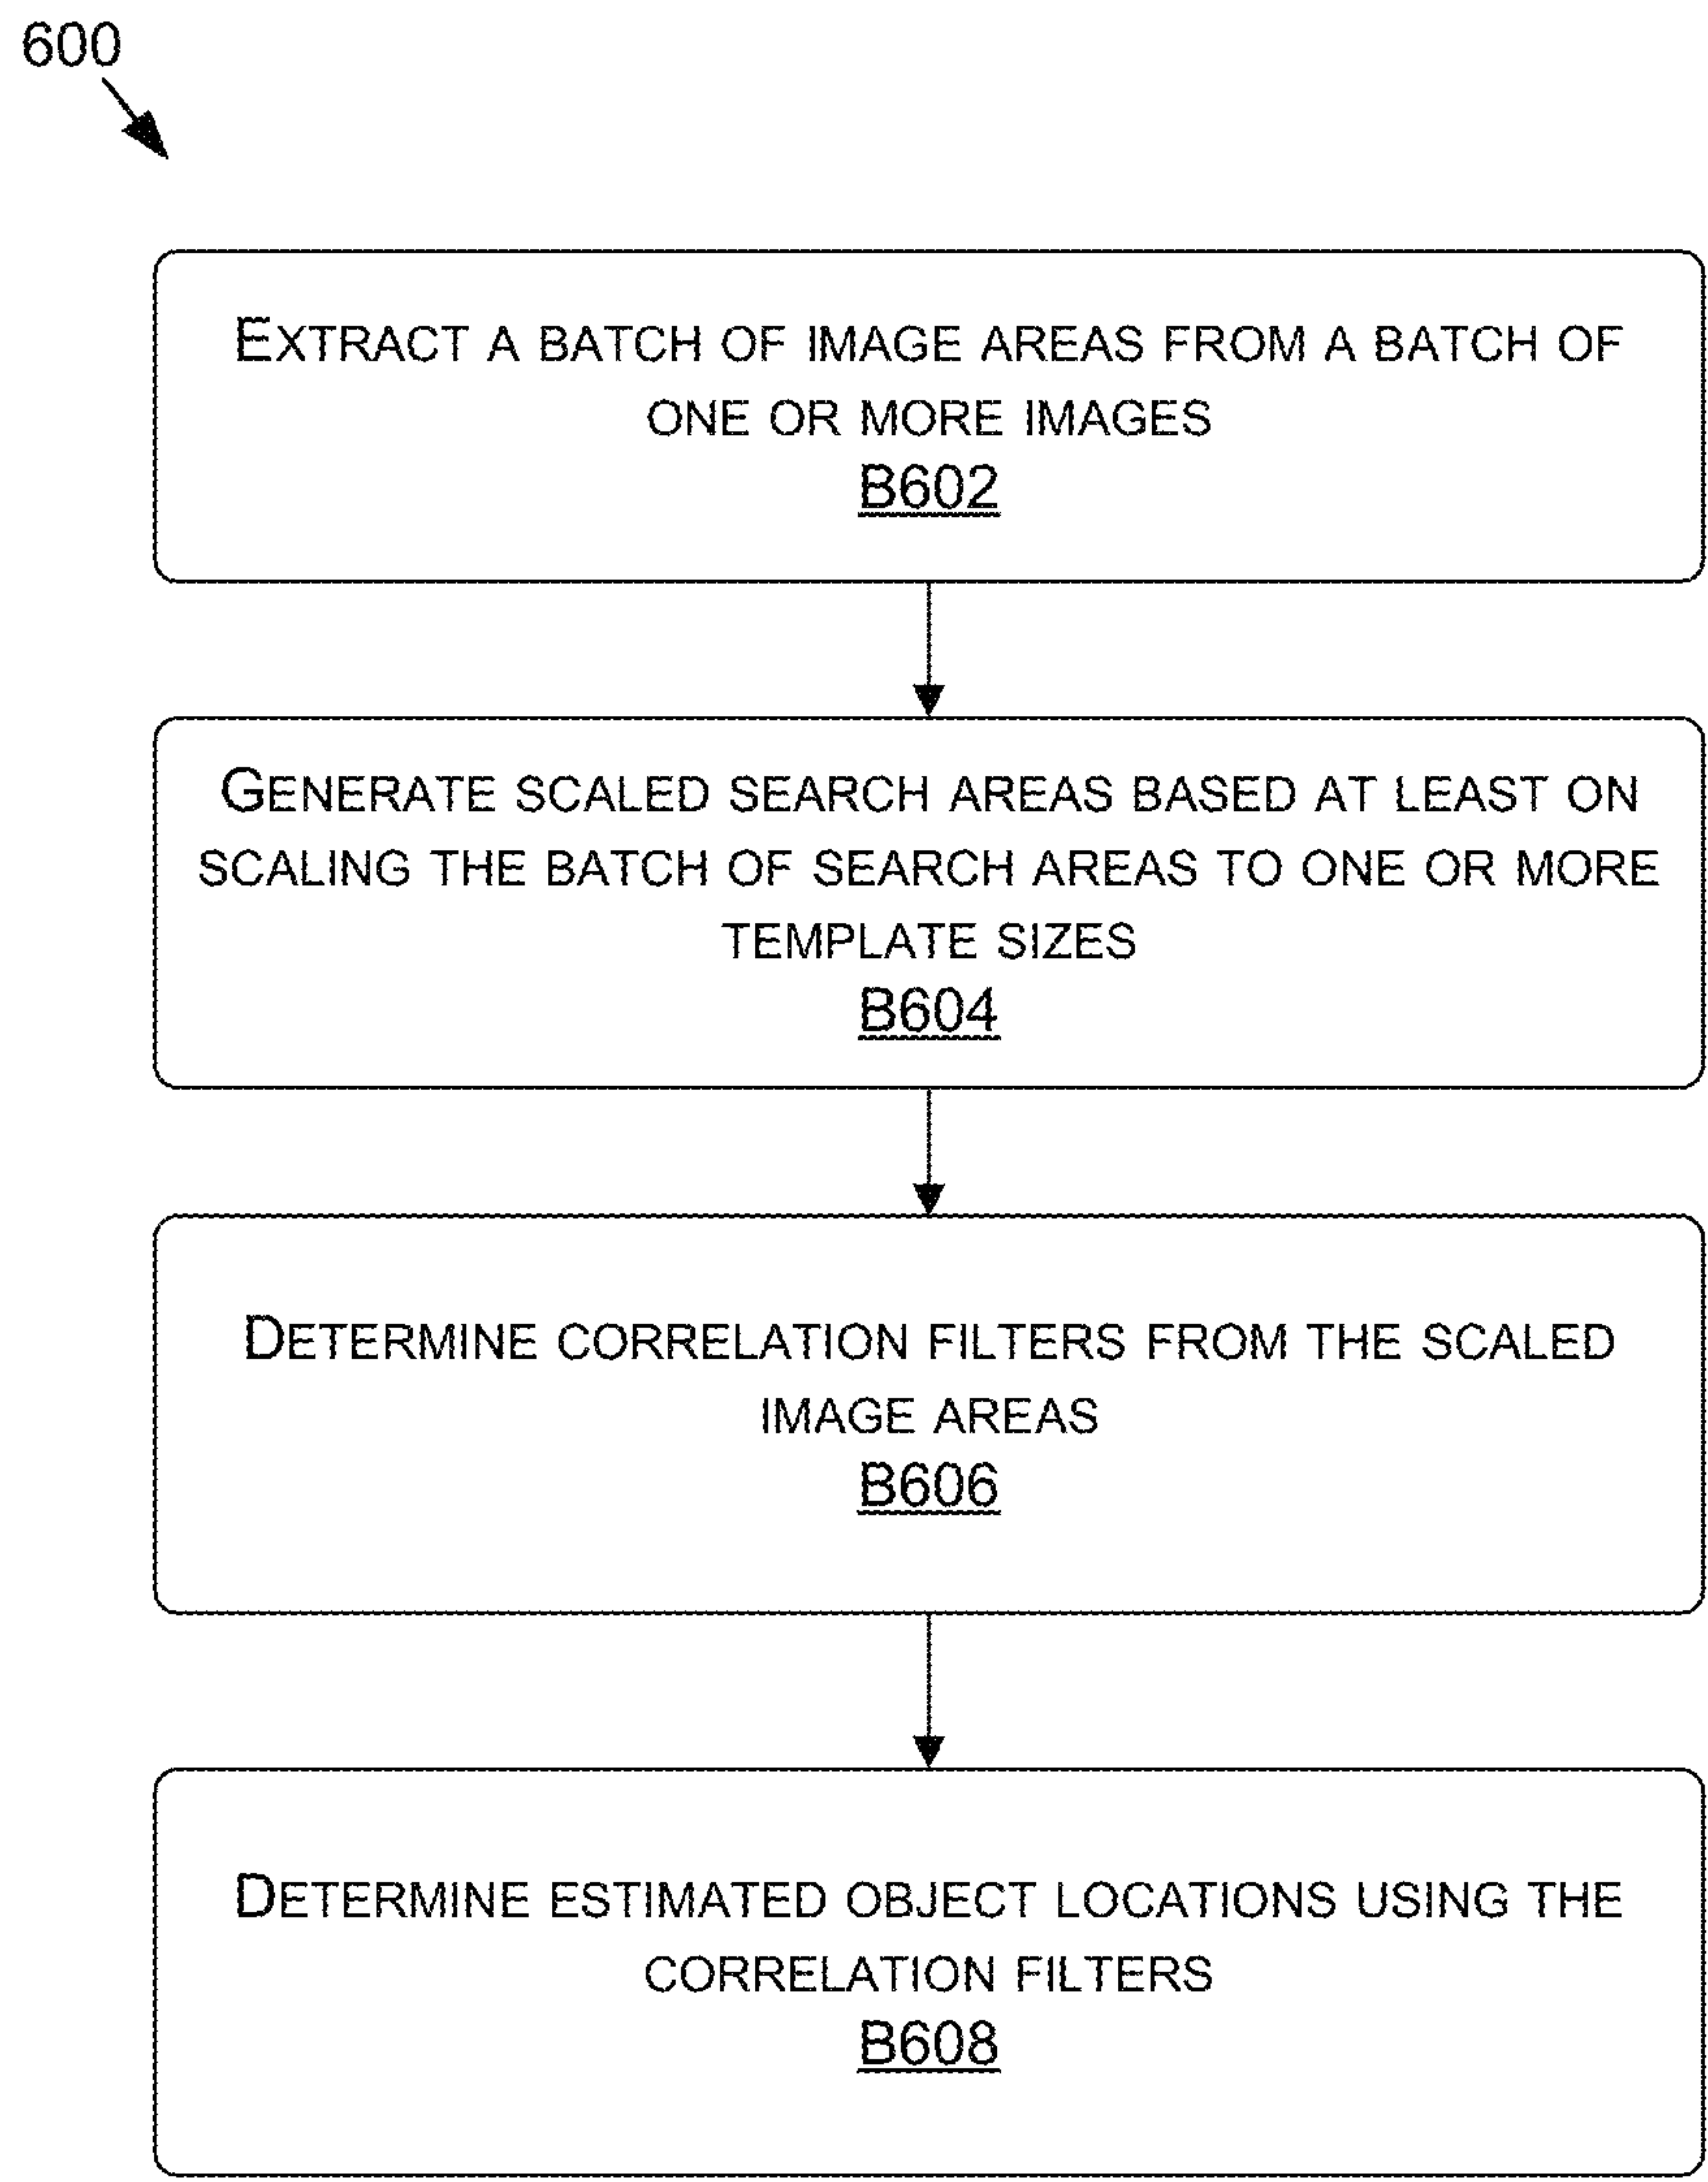 600
EXTRACT A BATCH OF IMAGE AREAS FROM A BATCH OF
ONE OR MORE IMAGES
B602
GENERATE SCALED SEARCH AREAS BASED AT LEAST ON
SCALING THE BATCH OF SEARCH AREAS TO ONE OR MORE
TEMPLATE SIZES
B604
DETERMINE CORRELATION FILTERS FROM THE SCALED
IMAGE AREAS
B606
DETERMINE ESTIMATED OBJECT LOCATIONS USING THE
CORRELATION FILTERS
B608